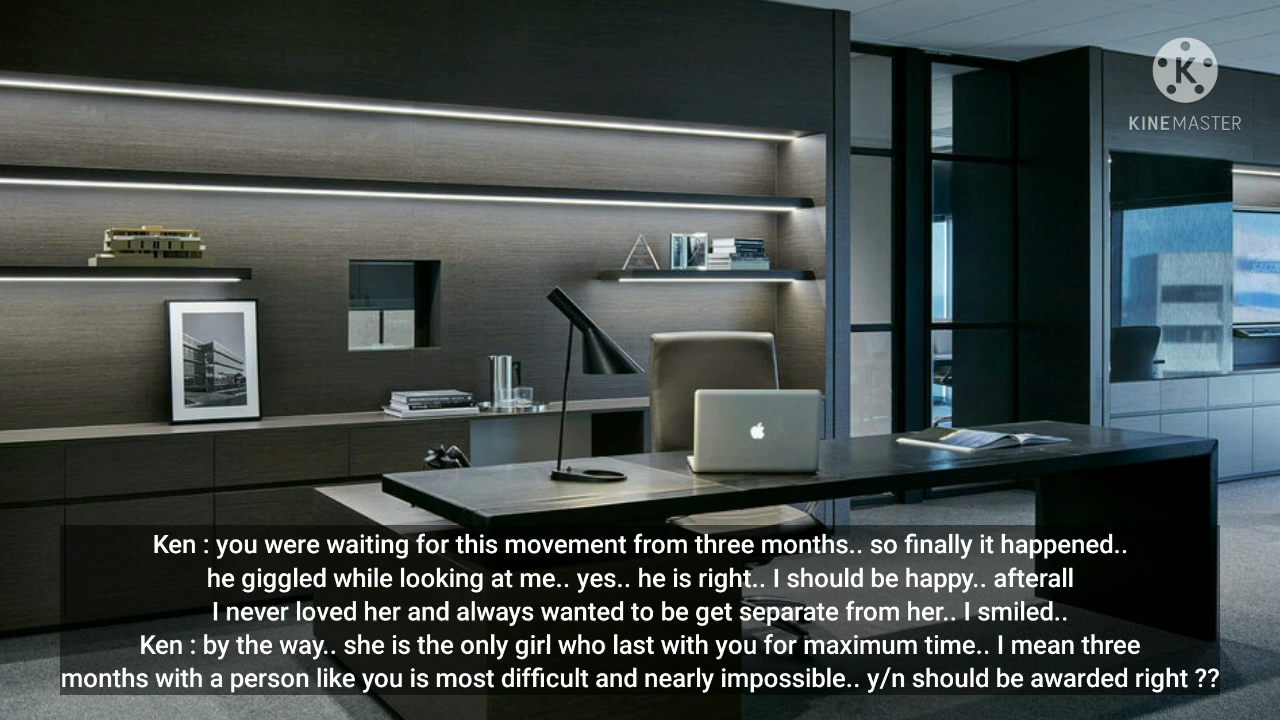 K
KINEMASTER
Ken : you were waiting for this movement from three months.. so finally it happened..
he giggled while looking at me.. yes.. he is right.. I should be happy.. afterall
I never loved her and always wanted to be get separate from her.. I smiled..
Ken : by the way.. she is the only girl who last with you for maximum time.. I mean three
months with a person like you is most difficult and nearly impossible.. y/n should be awarded right ??